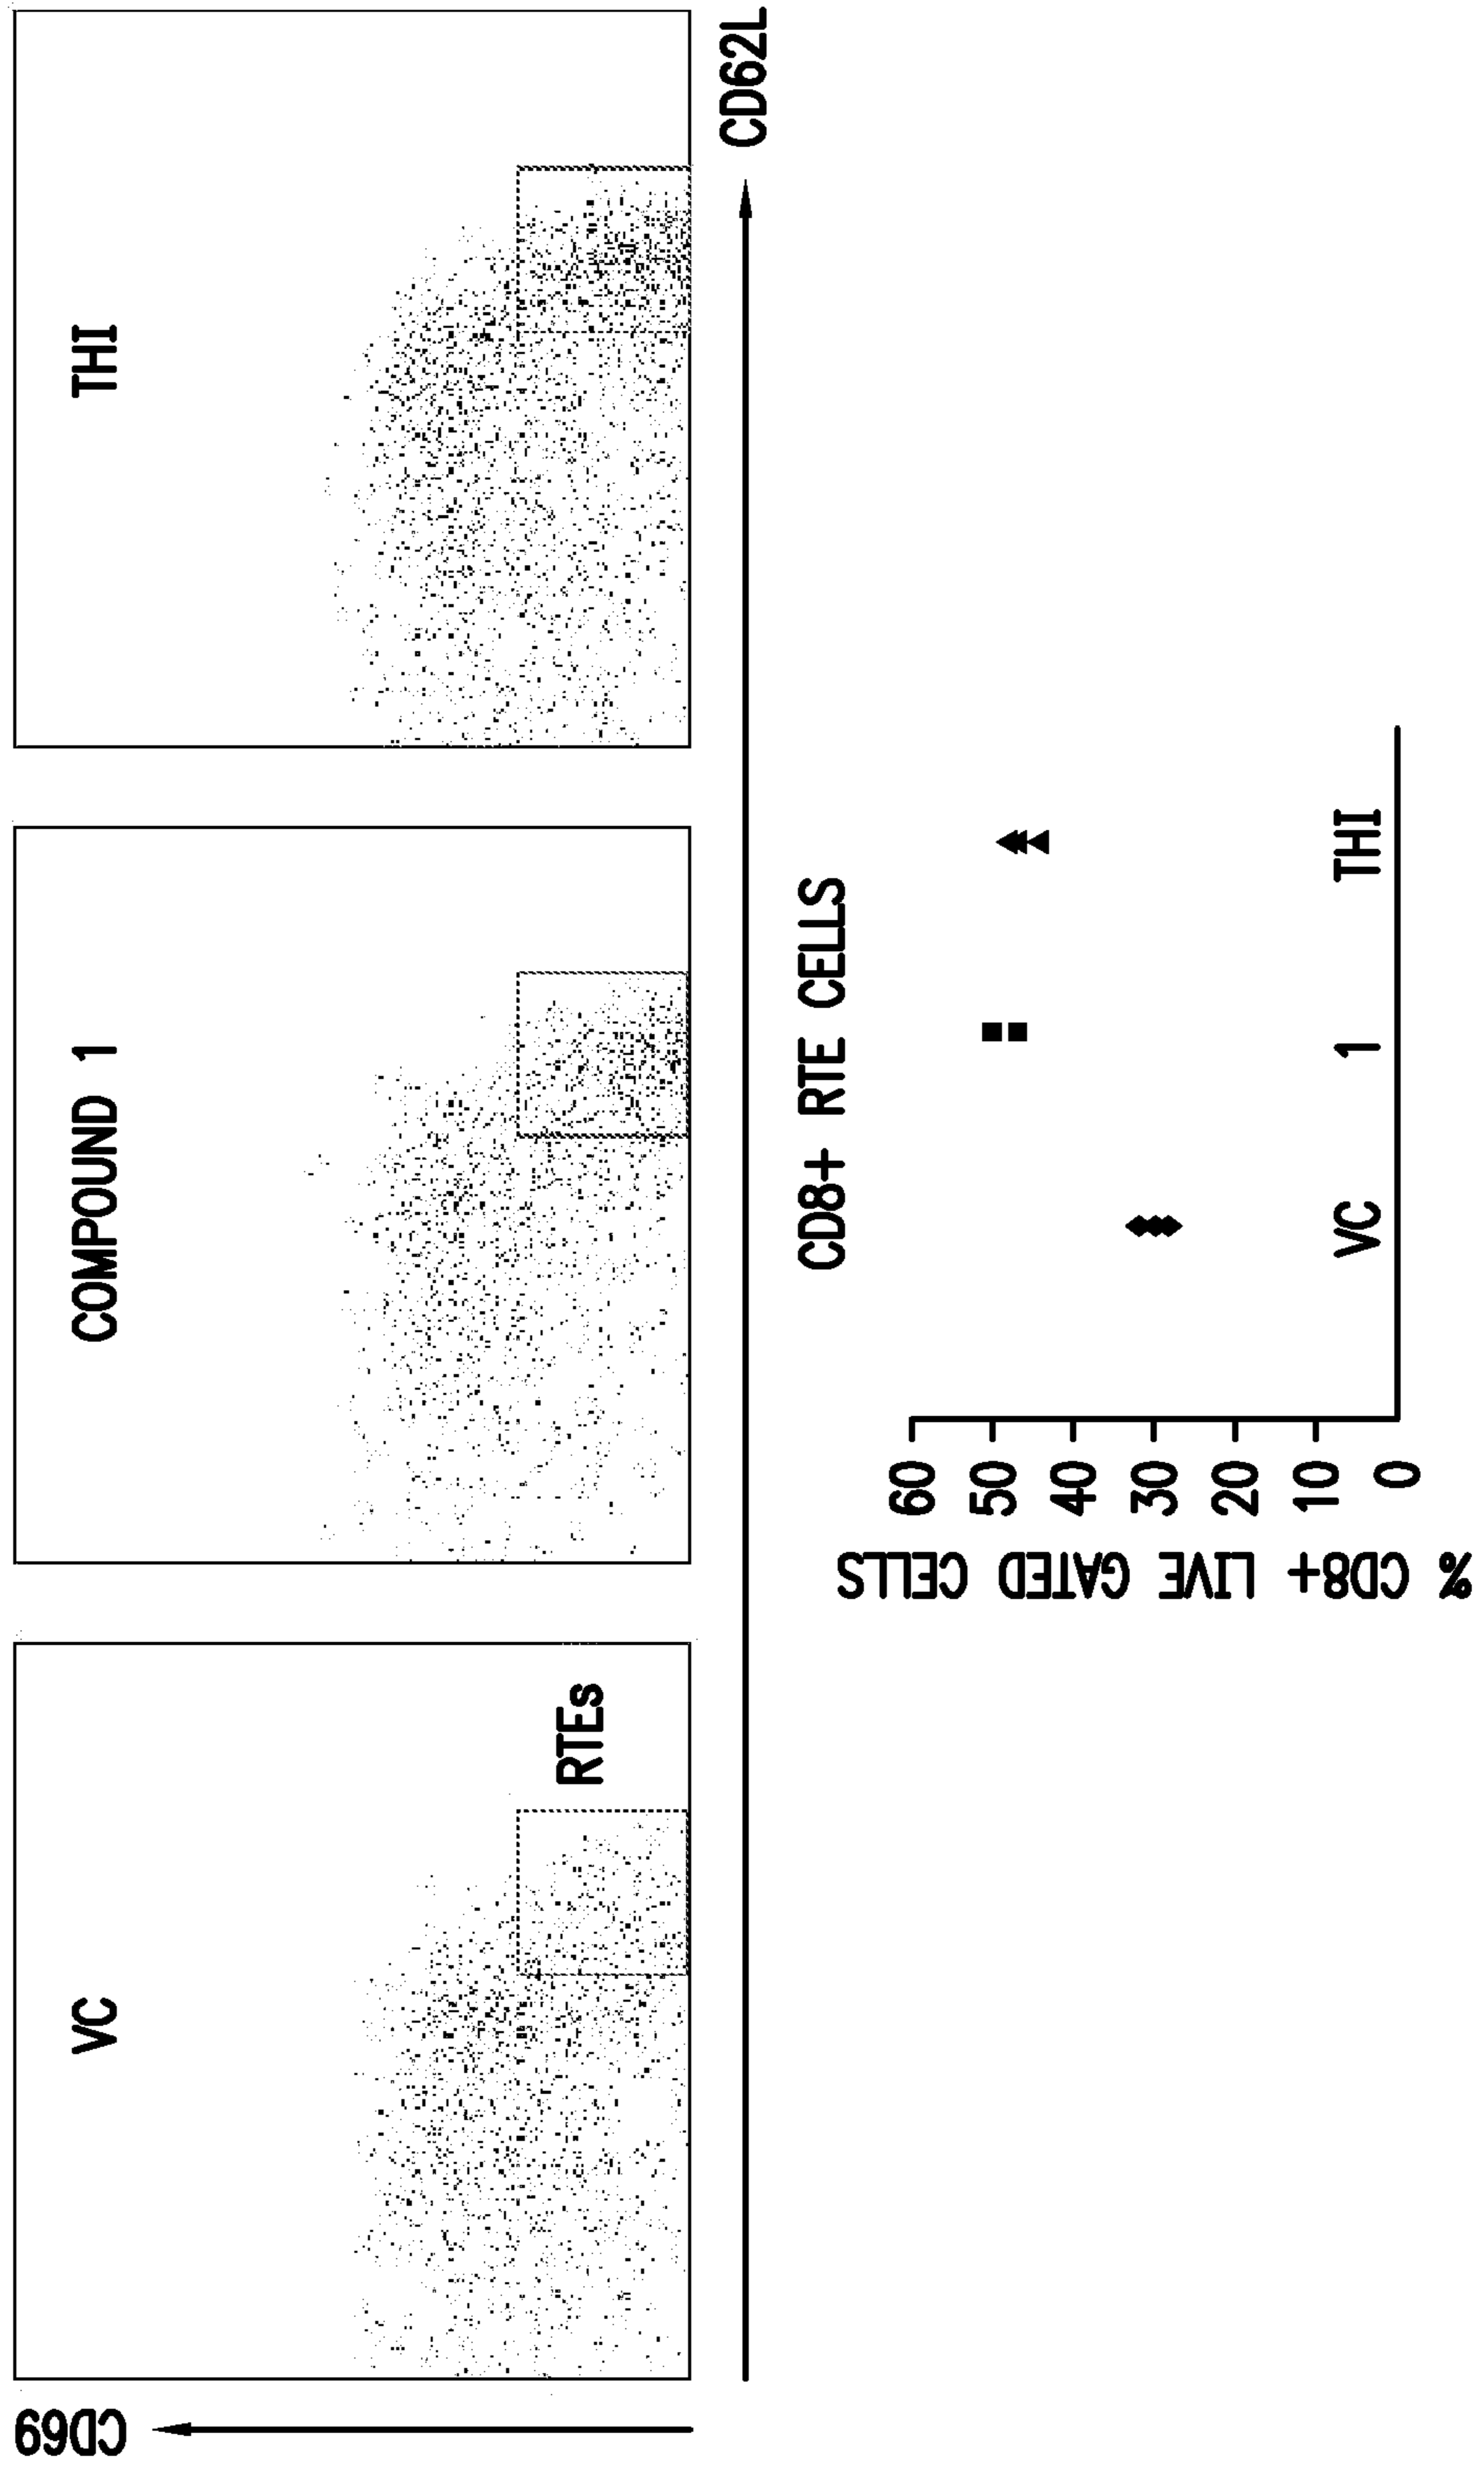 VC
COMPOUND 1
THI
CD69
RTEs
CD62L
CD8+ RTE CELLS
% CD8+ LIVE GATED CELLS
60
50
40
30
20
10
0
VC
1
THI